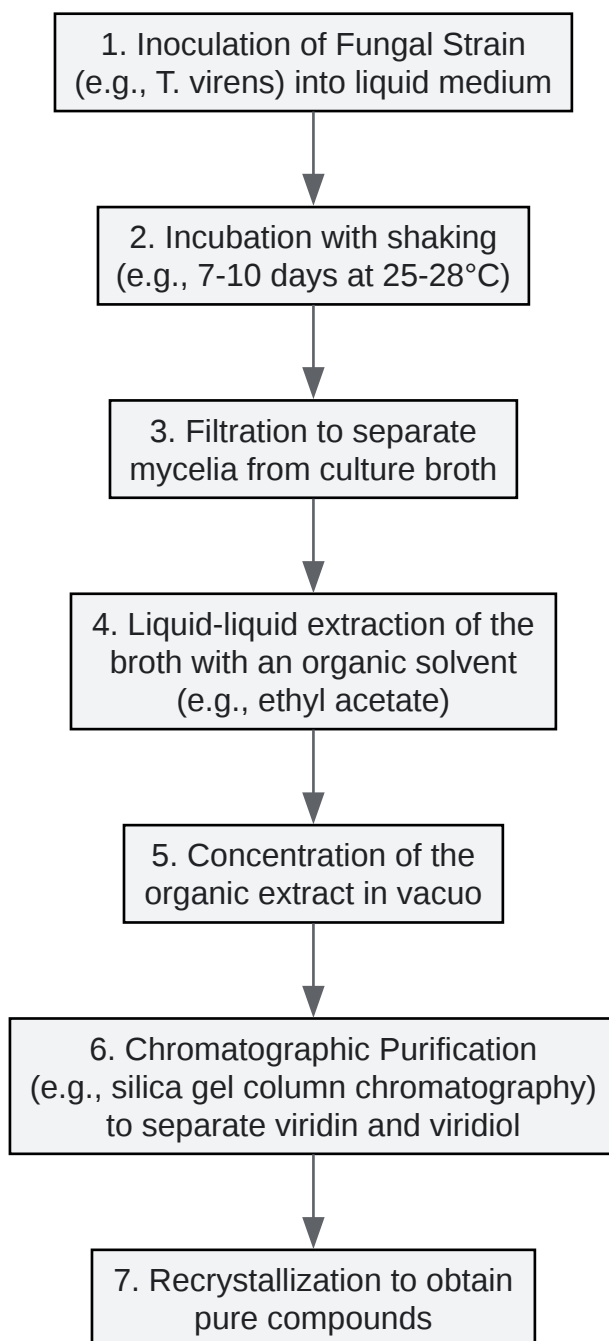 1. Inoculation of Fungal Strain
(e.g., T. virens) into liquid medium
2. Incubation with shaking
(e.g., 7-10 days at 25-28°C)
3. Filtration to separate
mycelia from culture broth
4. Liquid-liquid extraction of the
broth with an organic solvent
(e.g., ethyl acetate)
5. Concentration of the
organic extract in vacuo
6. Chromatographic Purification
(e.g., silica gel column chromatography)
to separate viridin and viridiol
7. Recrystallization to obtain
pure compounds